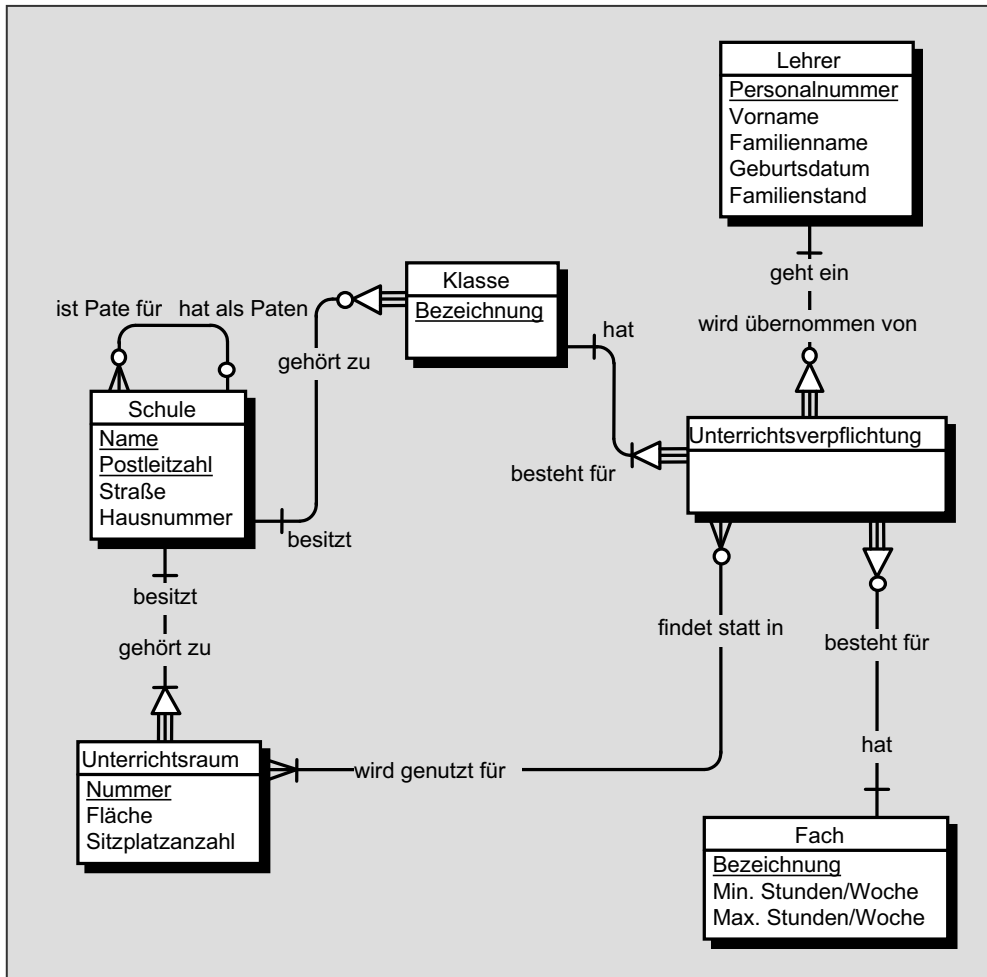 Lehrer
Personalnummer
Vorname
Familienname
Geburtsdatum
Familienstand
geht ein
wird übernommen von
Klasse
Bezeichnung
hat
ist Pate für
hat als Paten
gehört zu
Schule
Name
Postleitzahl
Straße
Hausnummer
besitzt
Unterrichtsverpflichtung
besteht für
besitzt
gehört zu
findet statt in
besteht für
Unterrichtsraum
Nummer
Fläche
Sitzplatzanzahl
wird genutzt für
hat
Fach
Bezeichnung
Min. Stunden/Woche
Max. Stunden/Woche